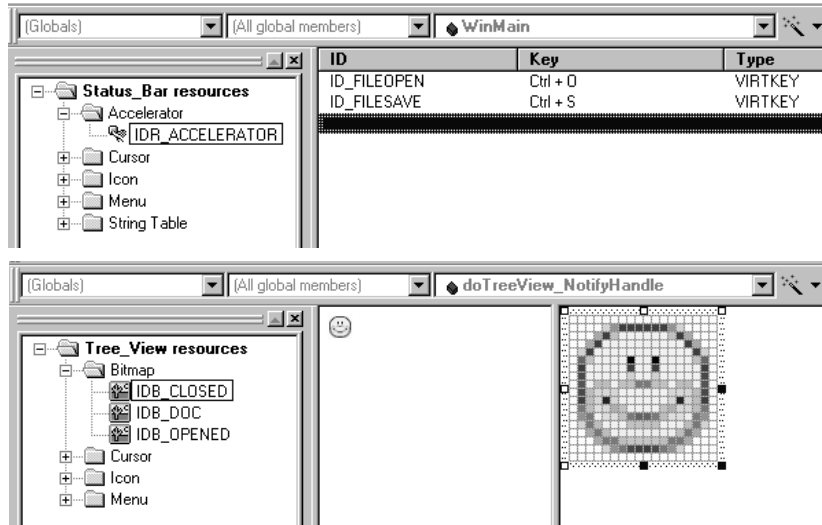 (Globals) (All global members) WinMain
Status_Bar resources
Accelerator
IDR_ACCELERATOR
Cursor
Icon
Menu
String Table
ID Key Type
ID_FILEOPEN Ctrl + O VIRTKEY
ID_FILESAVE Ctrl + S VIRTKEY
(Globals) (All global members) doTreeView_NotifyHandle
Tree_View resources
Bitmap
IDB_CLOSED
IDB_DOC
IDB_OPENED
Cursor
Icon
Menu